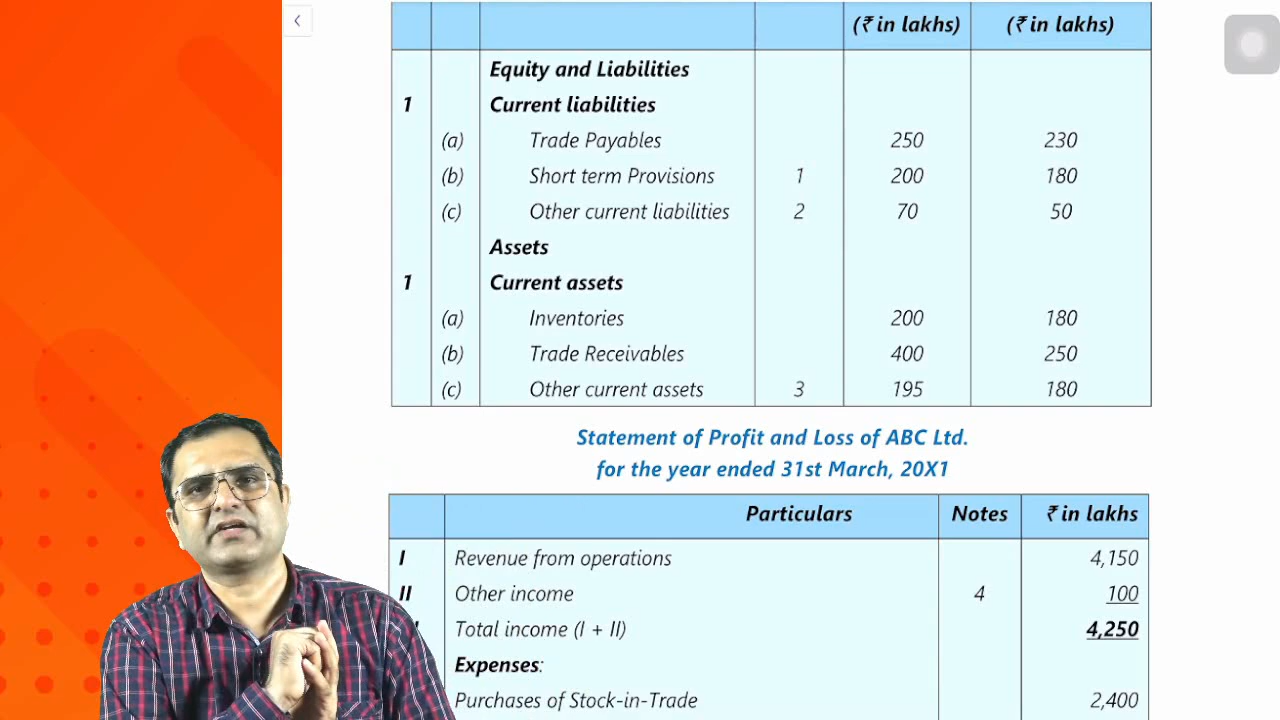 (₹ in lakhs) (₹ in lakhs)
Equity and Liabilities
1 Current liabilities
(a) Trade Payables 250 230
(b) Short term Provisions 1 200 180
(c) Other current liabilities 2 70 50
Assets
1 Current assets
(a) Inventories 200 180
(b) Trade Receivables 400 250
(c) Other current assets 3 195 180
Statement of Profit and Loss of ABC Ltd.
for the year ended 31st March, 20X1
Particulars Notes ₹ in lakhs
I Revenue from operations 4,150
II Other income 4 100
Total income (I + II) 4,250
Expenses:
Purchases of Stock-in-Trade 2,400